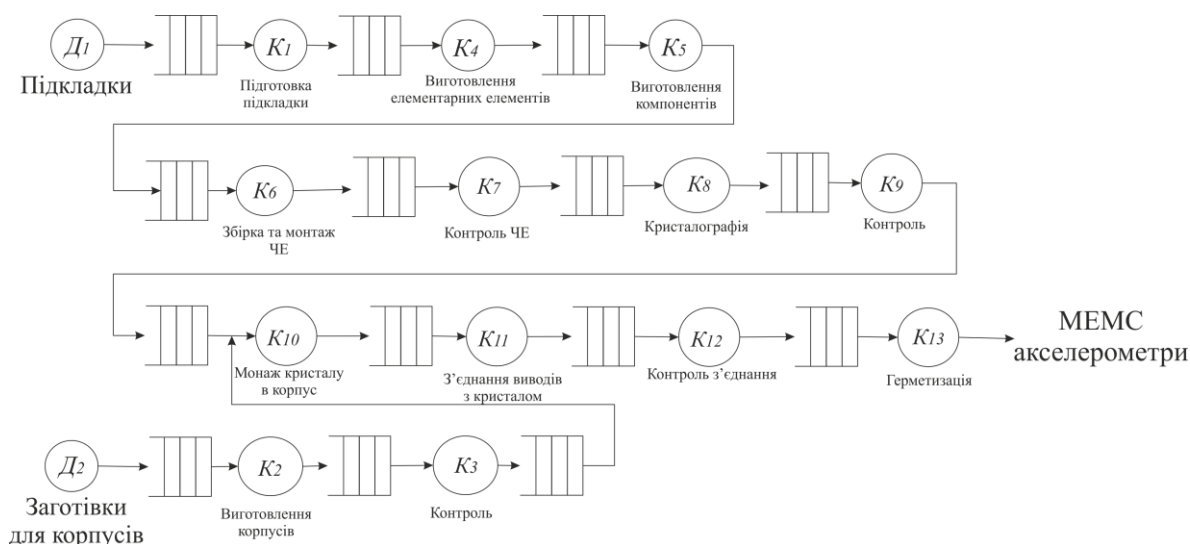 Д1
К1
К4
К5
Підкладки
Підготовка
підкладки
Виготовлення
елементарних елементів
Виготовлення
компонентів
К6
К7
К8
К9
Збірка та монтаж
ЧЕ
Контроль ЧЕ
Кристалографія
Контроль
К10
К11
К12
К13
МЕМС
акселерометри
Монаж кристалу
в корпус
З’єднання виводів
з кристалом
Контроль з’єднання
Герметизація
Д2
К2
К3
Заготівки
для корпусів
Виготовлення
корпусів
Контроль